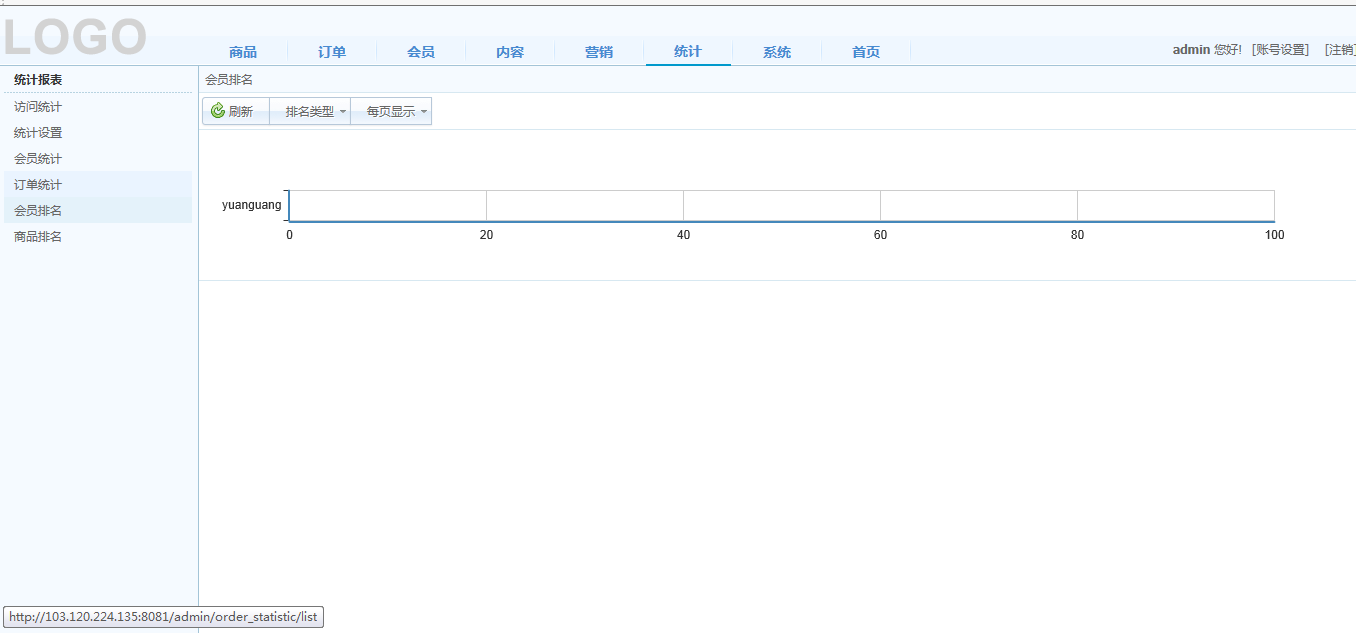 LOGO
商品 订单 会员 内容 营销 统计 系统 首页
admin 您好! [账号设置] [注销]
统计报表
访问统计
统计设置
会员统计
订单统计
会员排名
商品排名
会员排名
刷新 排名类型 每页显示
yuanguang
0 20 40 60 80 100
http://103.120.224.135:8081/admin/order_statistic/list